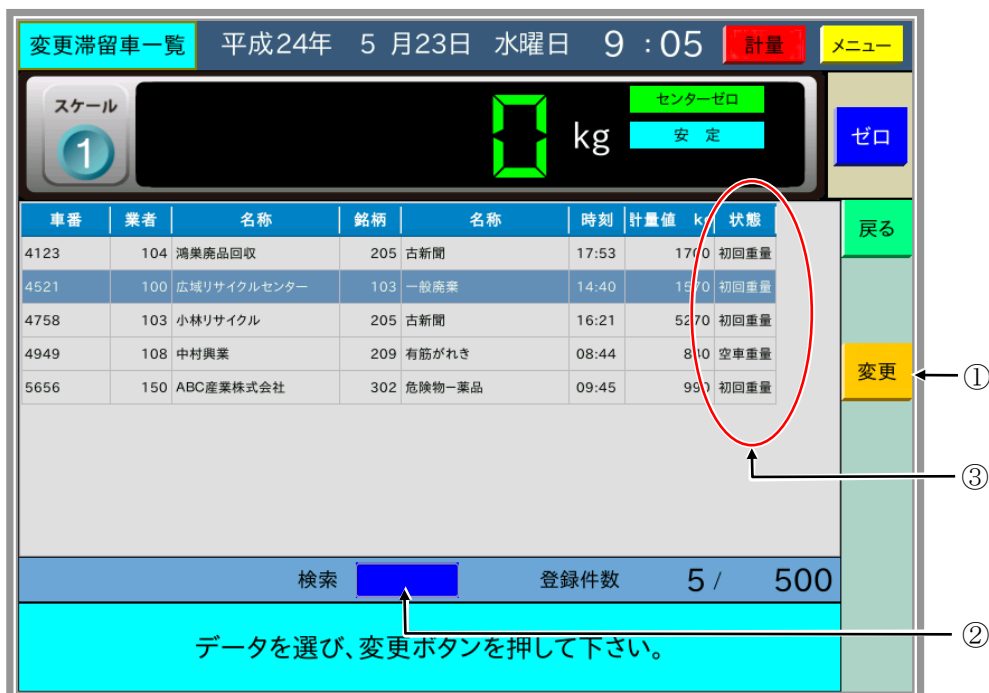 変更滞留車一覧 平成24年 5月23日 水曜日 9:05 計量 メニュー
スケール
1
0 kg
センターゼロ
安 定
ゼロ
車番 業者 名称 銘柄 名称 時刻 計量値 kg 状態
戻る
4123 104 鴻巣廃品回収 205 古新聞 17:53 1700 初回重量
4521 100 広域リサイクルセンター 103 一般廃棄 14:40 1570 初回重量
4758 103 小林リサイクル 205 古新聞 16:21 5270 初回重量
4949 108 中村興業 209 有筋がれき 08:44 840 空車重量
変更
①
5656 150 ABC産業株式会社 302 危険物ー薬品 09:45 990 初回重量
③
検索 登録件数 5 / 500
データを選び、変更ボタンを押して下さい。
②